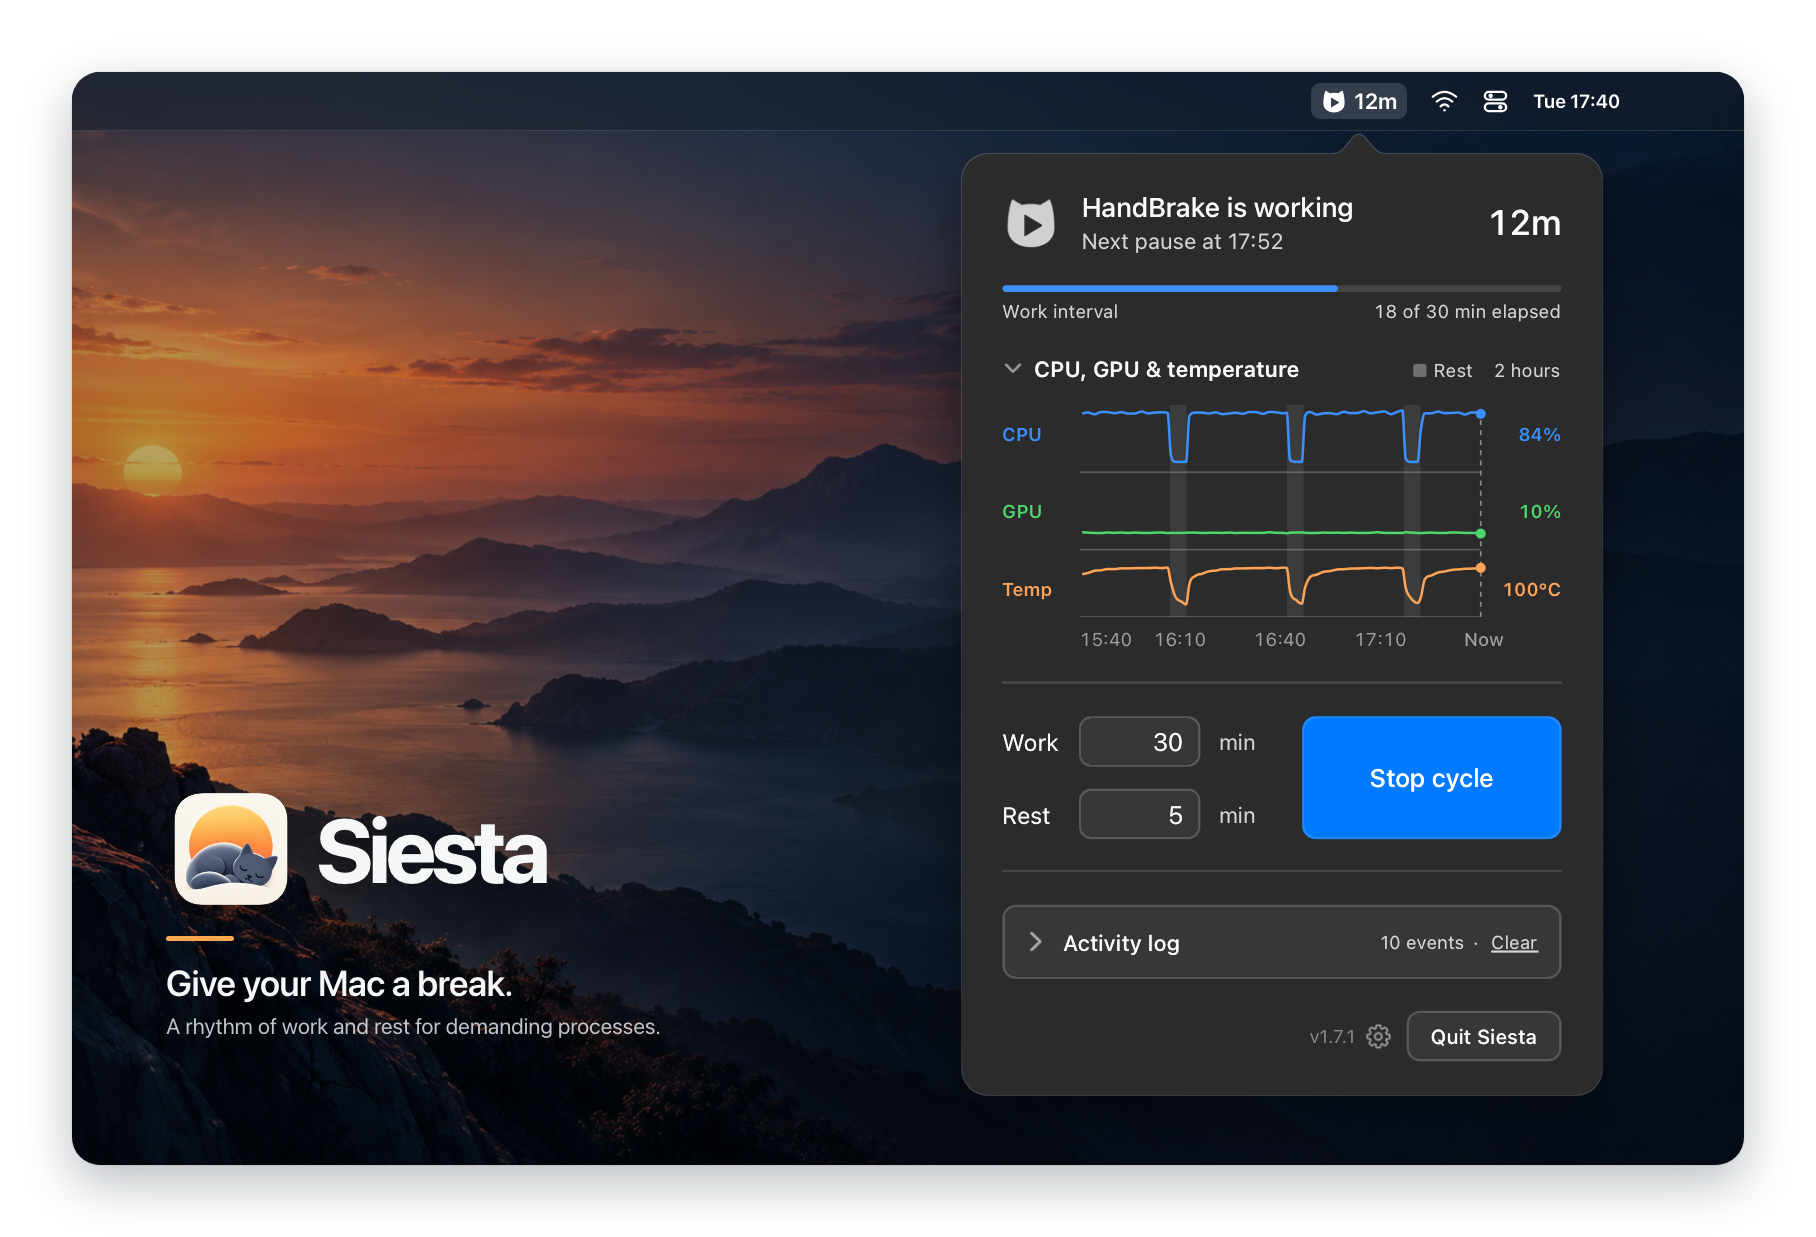 12m
Tue 17:40
HandBrake is working
Next pause at 17:52
12m
Work interval
18 of 30 min elapsed
CPU, GPU & temperature
Rest
2 hours
CPU
84%
GPU
10%
Temp
100°C
15:40 16:10 16:40 17:10 Now
Work 30 min
Rest 5 min
Stop cycle
Activity log
10 events · Clear
v1.7.1
Quit Siesta
Siesta
Give your Mac a break.
A rhythm of work and rest for demanding processes.